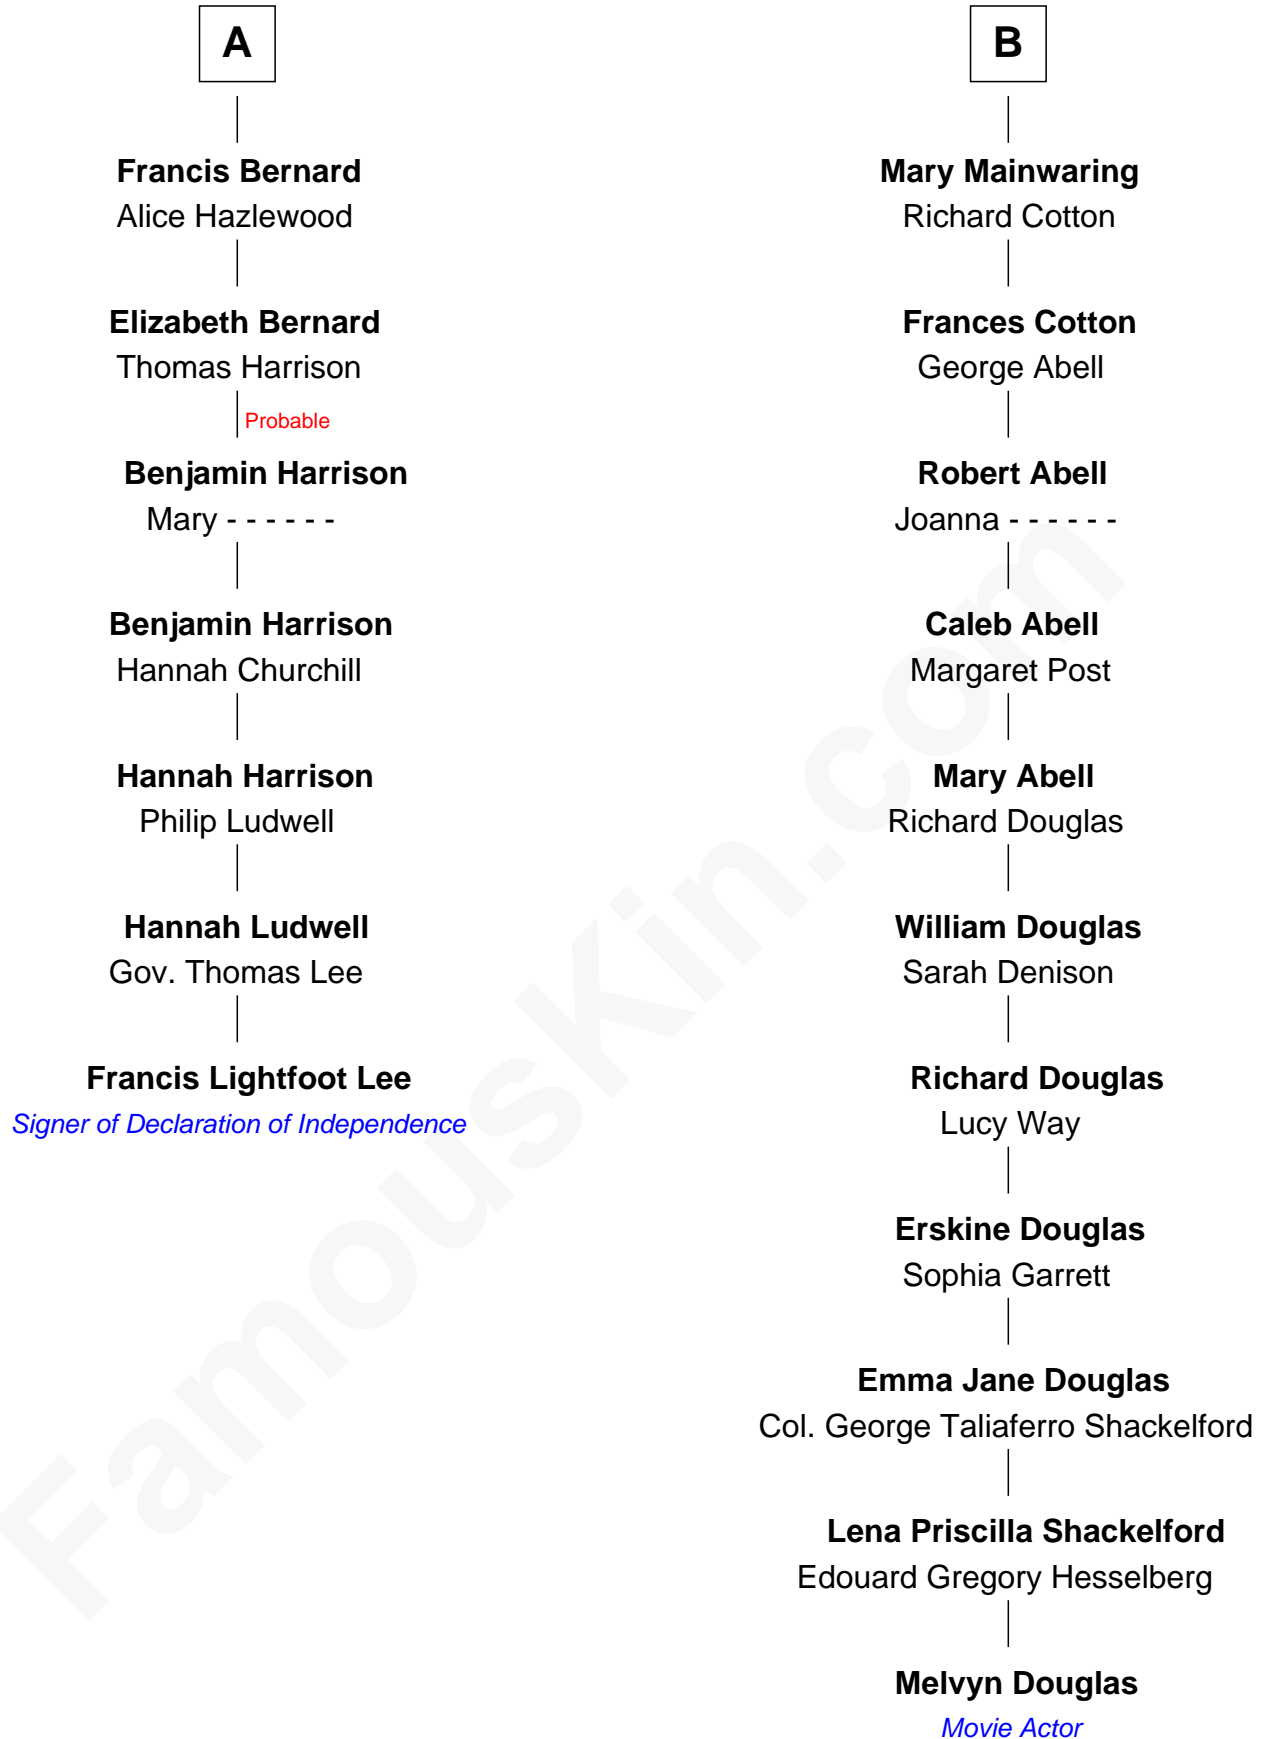 A
Francis Bernard
Alice Hazlewood
Elizabeth Bernard
Thomas Harrison
Probable
Benjamin Harrison
Mary - - - - - -
Benjamin Harrison
Hannah Churchill
Hannah Harrison
Philip Ludwell
Hannah Ludwell
Gov. Thomas Lee
Francis Lightfoot Lee
Signer of Declaration of Independence
B
Mary Mainwaring
Richard Cotton
Frances Cotton
George Abell
Robert Abell
Joanna - - - - - -
Caleb Abell
Margaret Post
Mary Abell
Richard Douglas
William Douglas
Sarah Denison
Richard Douglas
Lucy Way
Erskine Douglas
Sophia Garrett
Emma Jane Douglas
Col. George Taliaferro Shackelford
Lena Priscilla Shackelford
Edouard Gregory Hesselberg
Melvyn Douglas
Movie Actor
FamousKin.com